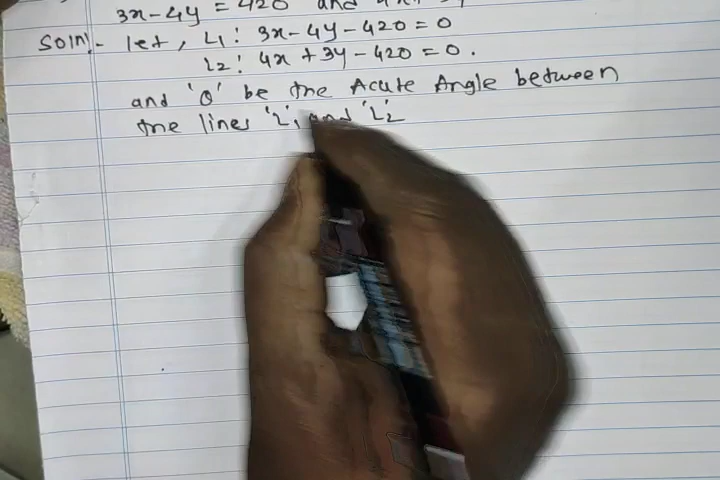 3x-4y = 420 and
Soln:- let, L1: 3x-4y-420=0
L2: 4x+3y-420=0.
and 'θ' be the Acute Angle between
the lines 'L1' and 'L2'